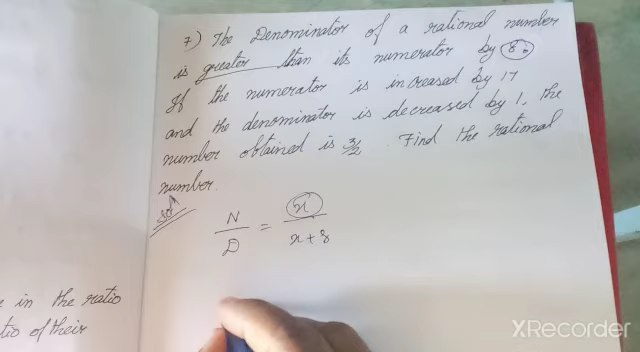 7) The Denominator of a rational number
is greater than its numerator by 8.
If the numerator is increased by 17
and the denominator is decreased by 1, the
number obtained is 3/2 Find the rational
number.
Sol
N/D = x/x+8
e in the ratio
tio of their
XRecorder